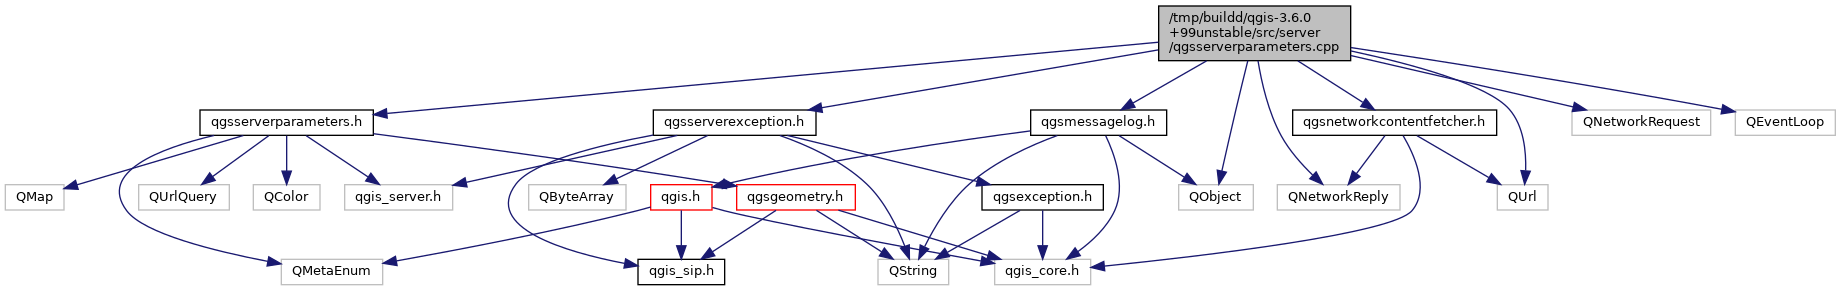 /tmp/buildd/qgis-3.6.0
+99unstable/src/server
/qgsserverparameters.cpp
qgsserverparameters.h
qgsserverexception.h
qgsmessagelog.h
qgsnetworkcontentfetcher.h
QNetworkRequest
QEventLoop
QMap
QUrlQuery
QColor
qgis_server.h
QByteArray
qgis.h
qgsgeometry.h
qgsexception.h
QObject
QNetworkReply
QUrl
QMetaEnum
qgis_sip.h
QString
qgis_core.h